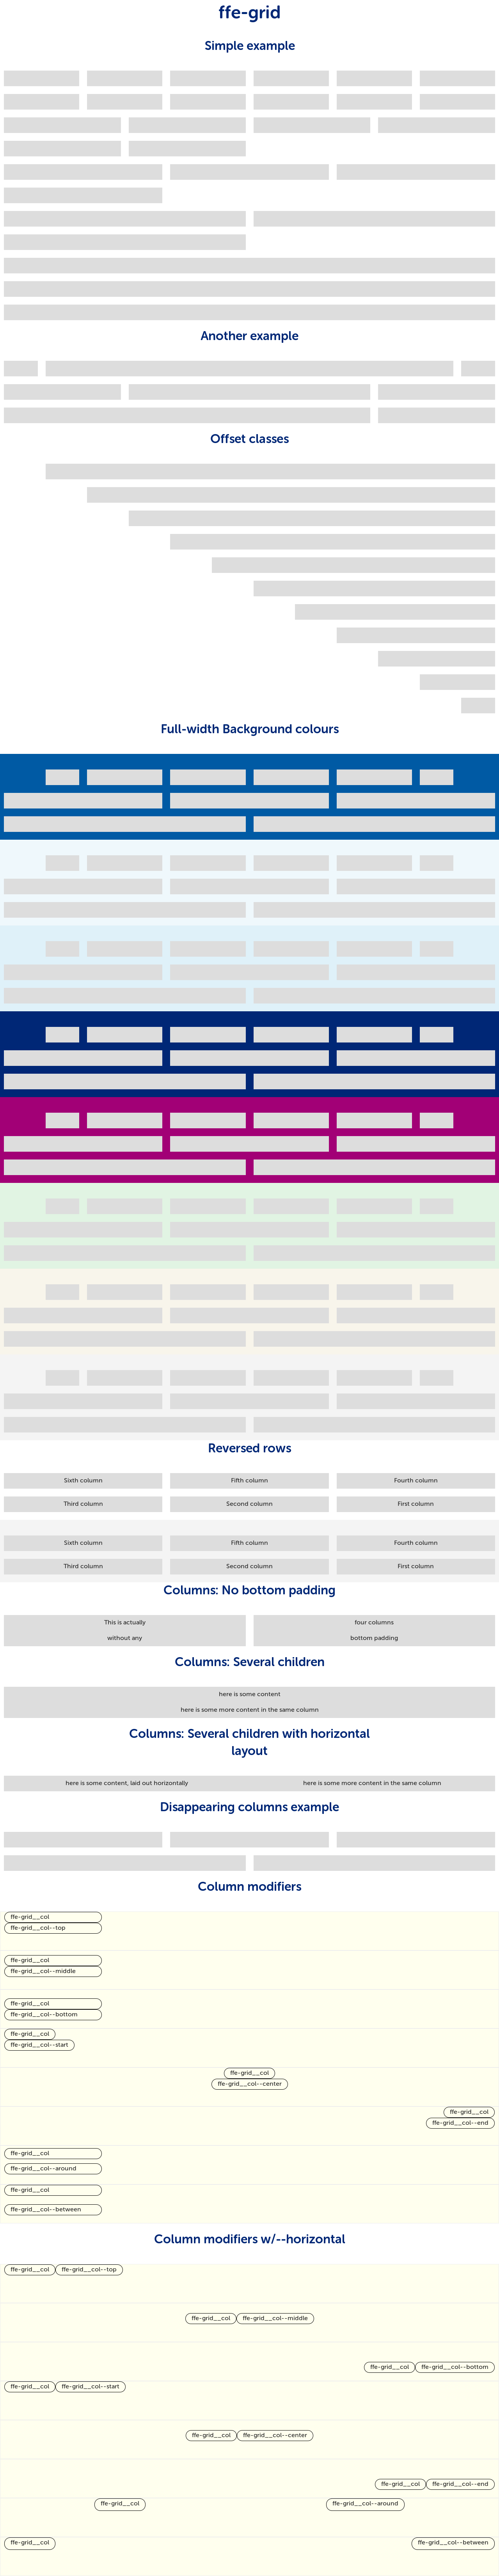 ffe-grid
Simple example
Another example
Offset classes
Full-width Background colours
Reversed rows
Sixth column Fifth column Fourth column
Third column Second column First column
Sixth column Fifth column Fourth column
Third column Second column First column
Columns: No bottom padding
This is actually four columns
without any bottom padding
Columns: Several children
here is some content
here is some more content in the same column
Columns: Several children with horizontal
layout
here is some content, laid out horizontally here is some more content in the same column
Disappearing columns example
Column modifiers
ffe-grid__col
ffe-grid__col--top
ffe-grid__col
ffe-grid__col--middle
ffe-grid__col
ffe-grid__col--bottom
ffe-grid__col
ffe-grid__col--start
ffe-grid__col
ffe-grid__col--center
ffe-grid__col
ffe-grid__col--end
ffe-grid__col
ffe-grid__col--around
ffe-grid__col
ffe-grid__col--between
Column modifiers w/--horizontal
ffe-grid__col ffe-grid__col--top
ffe-grid__col ffe-grid__col--middle
ffe-grid__col ffe-grid__col--bottom
ffe-grid__col ffe-grid__col--start
ffe-grid__col ffe-grid__col--center
ffe-grid__col ffe-grid__col--end
ffe-grid__col ffe-grid__col--around
ffe-grid__col ffe-grid__col--between